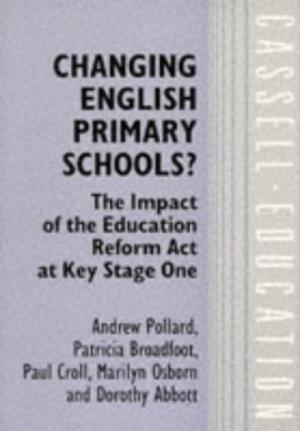 CHANGING
ENGLISH
PRIMARY
SCHOOLS?
The Impact
of the Education
Reform Act
at Key Stage One
Andrew Pollard,
Patricia Broadfoot,
Paul Croll, Marilyn Osborn
and Dorothy Abbott
CASSELL · EDUCATION